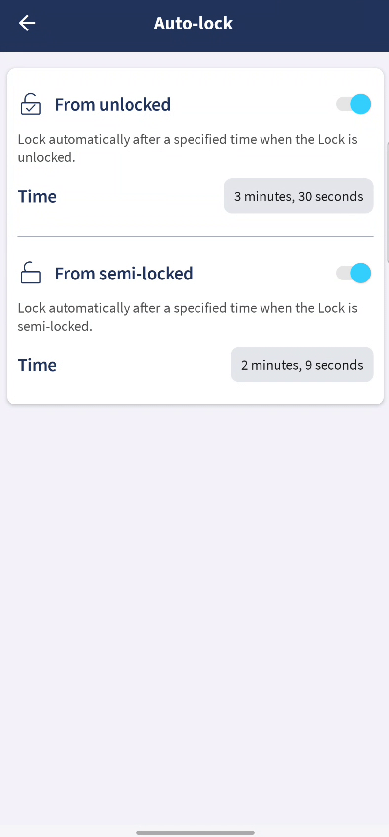 Auto-lock
From unlocked
Lock automatically after a specified time when the Lock is
unlocked.
Time
3 minutes, 30 seconds
From semi-locked
Lock automatically after a specified time when the Lock is
semi-locked.
Time
2 minutes, 9 seconds